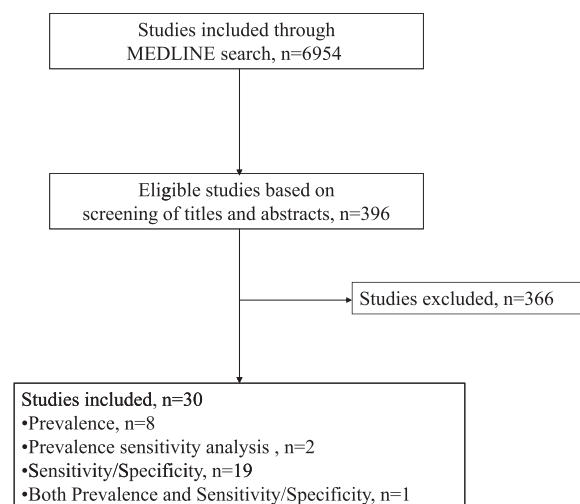 Studies included through
MEDLINE search, n=6954
Eligible studies based on
screening of titles and abstracts, n=396
Studies excluded, n=366
Studies included, n=30
•Prevalence, n=8
•Prevalence sensitivity analysis , n=2
•Sensitivity/Specificity, n=19
•Both Prevalence and Sensitivity/Specificity, n=1